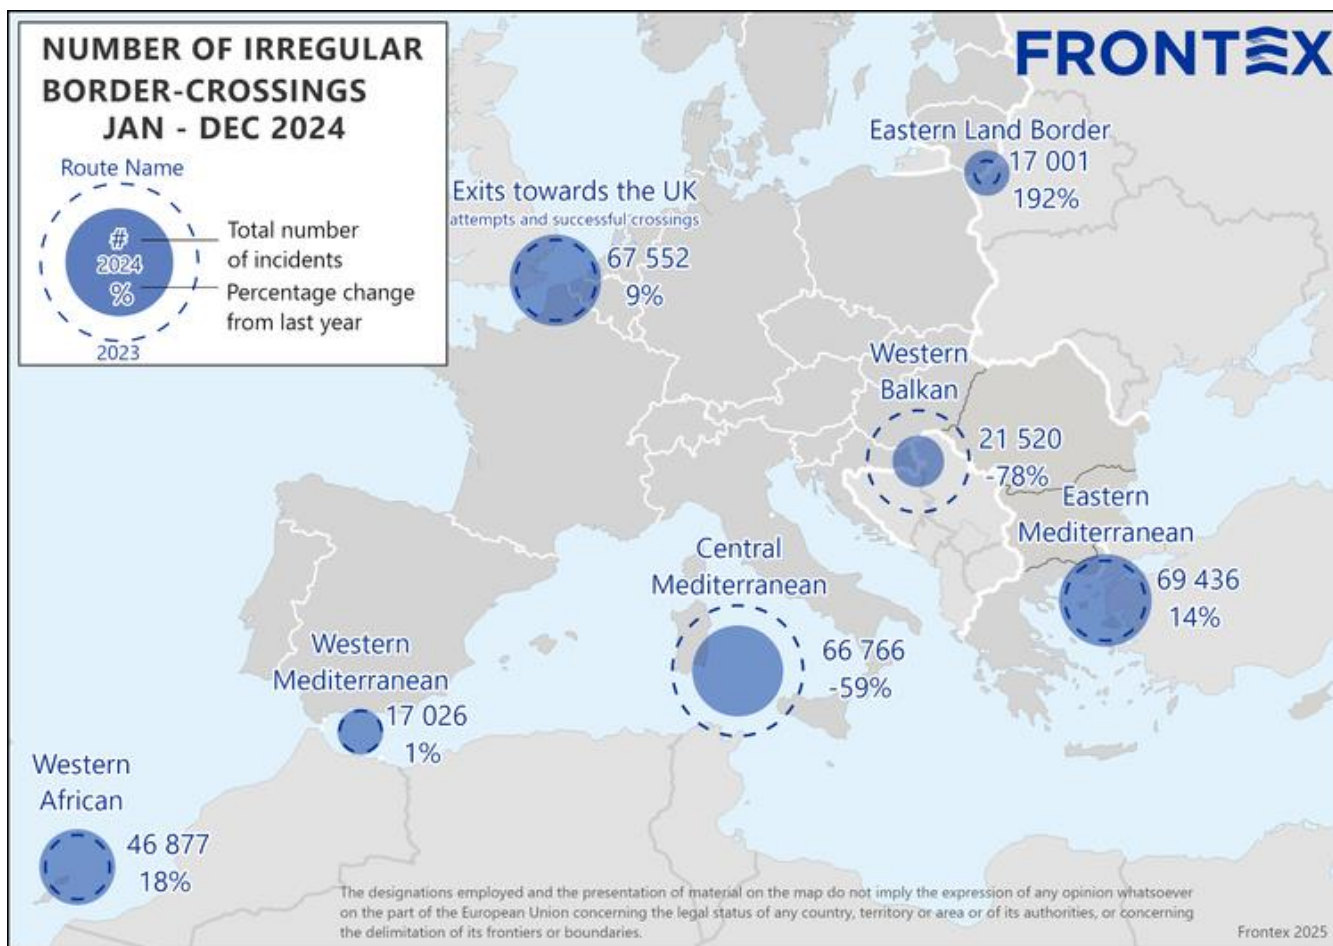 NUMBER OF IRREGULAR
BORDER-CROSSINGS
JAN - DEC 2024
Route Name
#
2024
%
Total number
of incidents
Percentage change
from last year
2023
FRONTEX
Eastern Land Border
17 001
192%
Exits towards the UK
attempts and successful crossings
67 552
9%
Western
Balkan
21 520
-78%
Eastern
Mediterranean
69 436
14%
Central
Mediterranean
66 766
-59%
Western
Mediterranean
17 026
1%
Western
African
46 877
18%
The designations employed and the presentation of material on the map do not imply the expression of any opinion whatsoever
on the part of the European Union concerning the legal status of any country, territory or area or of its authorities, or concerning
the delimitation of its frontiers or boundaries.
Frontex 2025